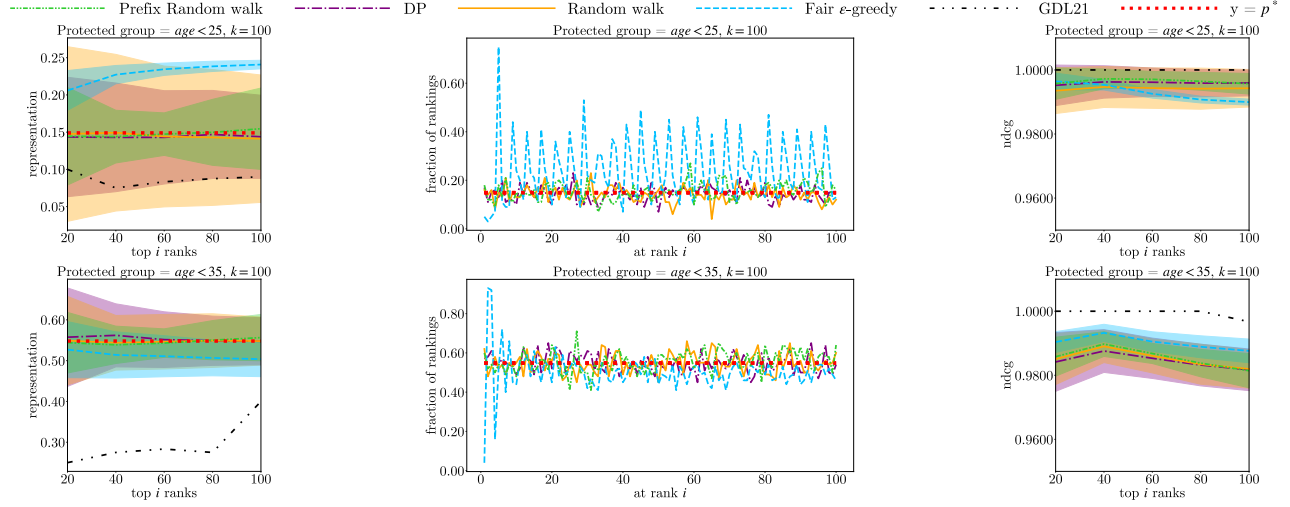 Prefix Random walk DP Random walk Fair ε-greedy GDL21 y = p*
Protected group = age<25, k=100
representation
0.25
0.20
0.15
0.10
0.05
20 40 60 80 100
top i ranks
Protected group = age<25, k=100
fraction of rankings
0.60
0.40
0.20
0.00
0 20 40 60 80 100
at rank i
Protected group = age<25, k=100
ndcg
1.0000
0.9800
0.9600
20 40 60 80 100
top i ranks
Protected group = age<35, k=100
representation
0.60
0.50
0.40
0.30
20 40 60 80 100
top i ranks
Protected group = age<35, k=100
fraction of rankings
0.80
0.60
0.40
0.20
0.00
0 20 40 60 80 100
at rank i
Protected group = age<35, k=100
ndcg
1.0000
0.9800
0.9600
20 40 60 80 100
top i ranks